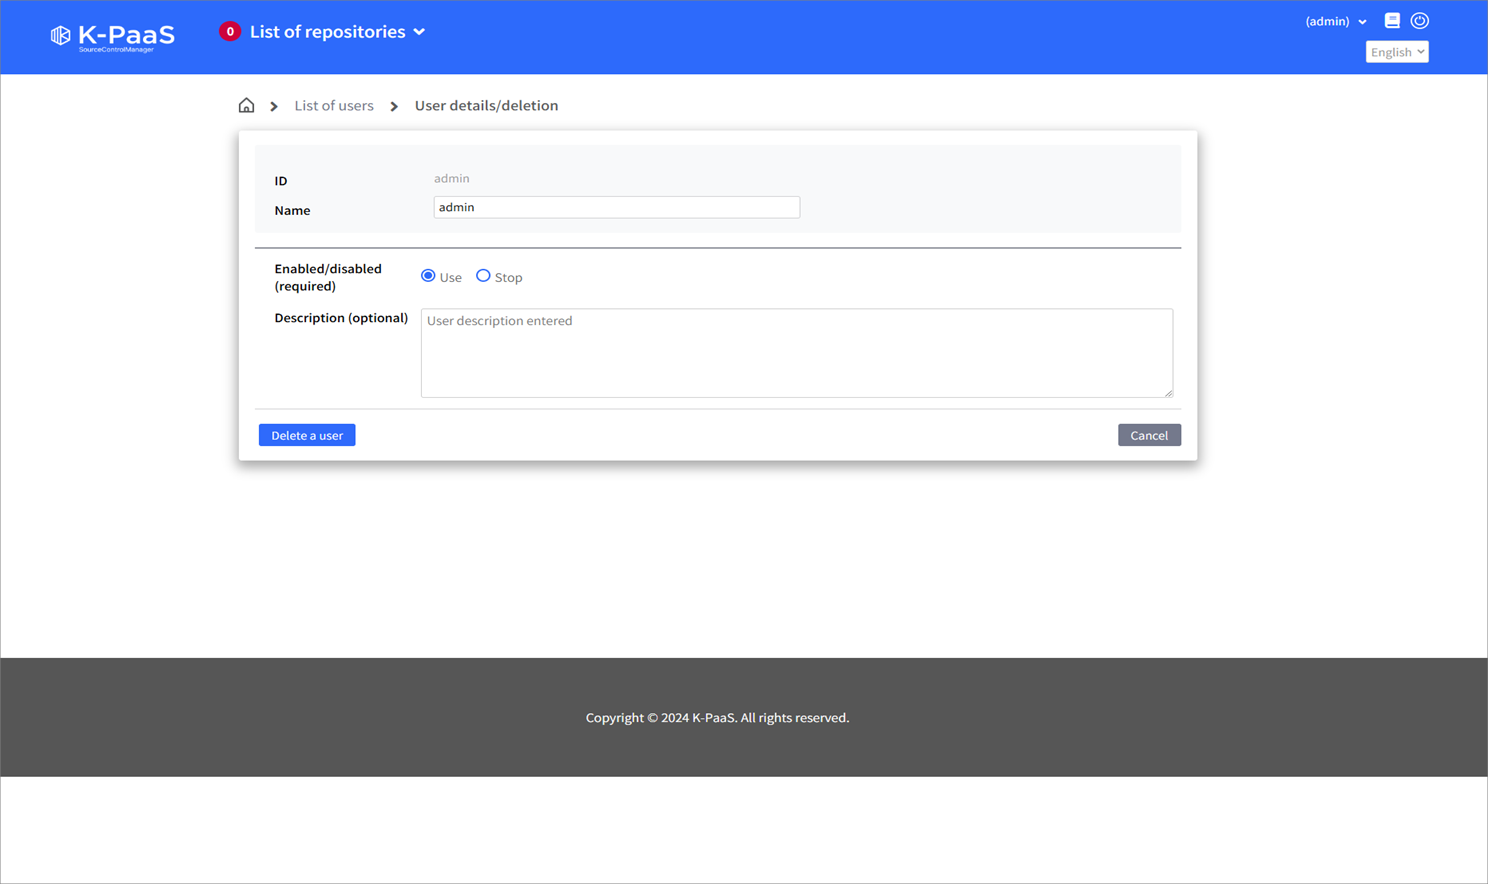 K-PaaS
SourceControlManager
0 List of repositories
(admin)
English
List of users
User details/deletion
ID
admin
Name
admin
Enabled/disabled
(required)
Use
Stop
Description (optional)
User description entered
Delete a user
Cancel
Copyright © 2024 K-PaaS. All rights reserved.